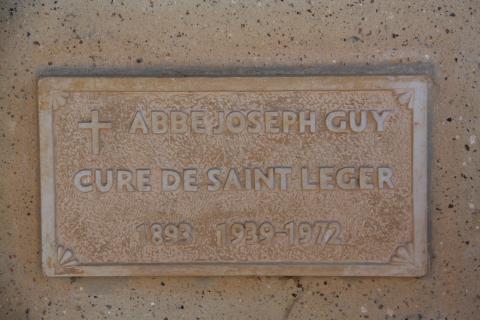 ABBE JOSEPH GUY
CURE DE SAINT LEGER
1893 1939-1972